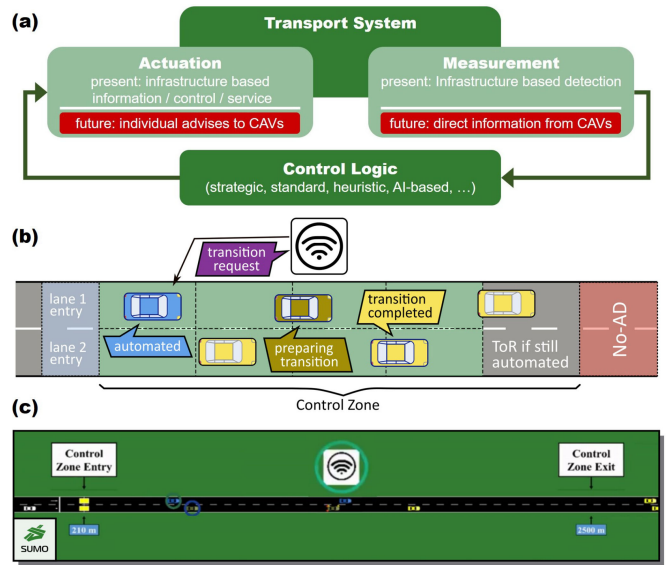 (a)
Transport System
Actuation
present: infrastructure based
information / control / service
future: individual advises to CAVs
Measurement
present: Infrastructure based detection
future: direct information from CAVs
Control Logic
(strategic, standard, heuristic, AI-based, …)
(b)
transition
request
lane 1
entry
lane 2
entry
automated
preparing
transition
transition
completed
ToR if still
automated
No-AD
Control Zone
(c)
Control
Zone Entry
Control
Zone Exit
210 m
2500 m
SUMO